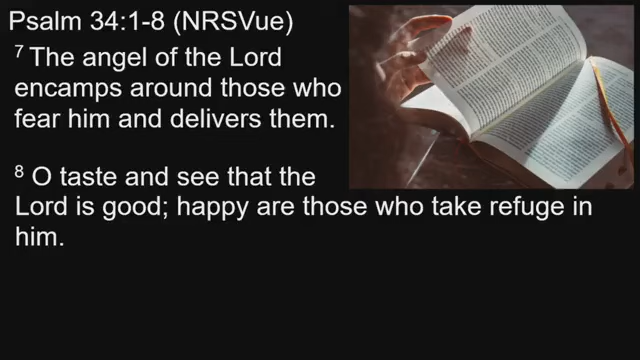 Psalm 34:1-8 (NRSVue)
7 The angel of the Lord
encamps around those who
fear him and delivers them.
8 O taste and see that the
Lord is good; happy are those who take refuge in
him.